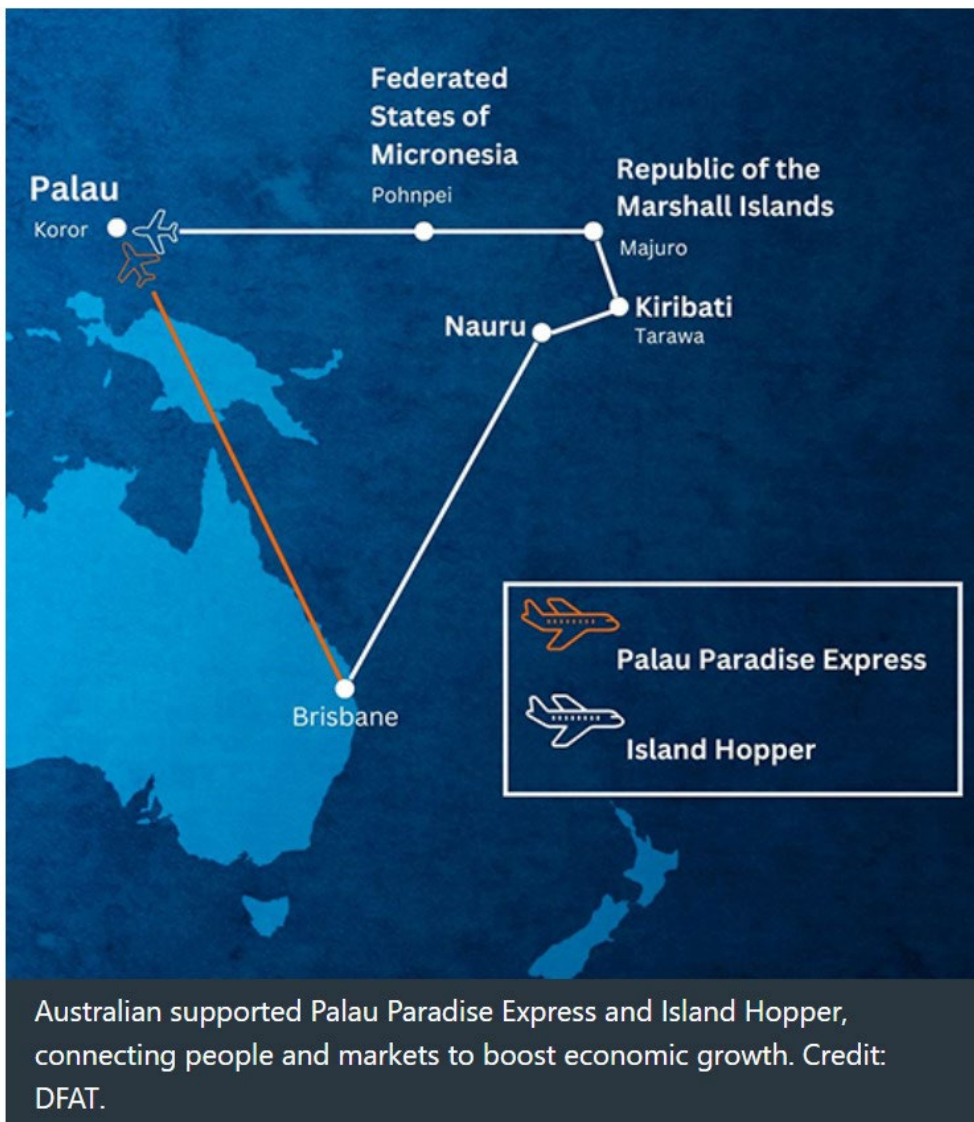 Federated
States of
Micronesia
Pohnpei
Republic of the
Marshall Islands
Majuro
Palau
Koror
Kiribati
Tarawa
Nauru
Brisbane
Palau Paradise Express
Island Hopper
Australian supported Palau Paradise Express and Island Hopper,
connecting people and markets to boost economic growth. Credit:
DFAT.